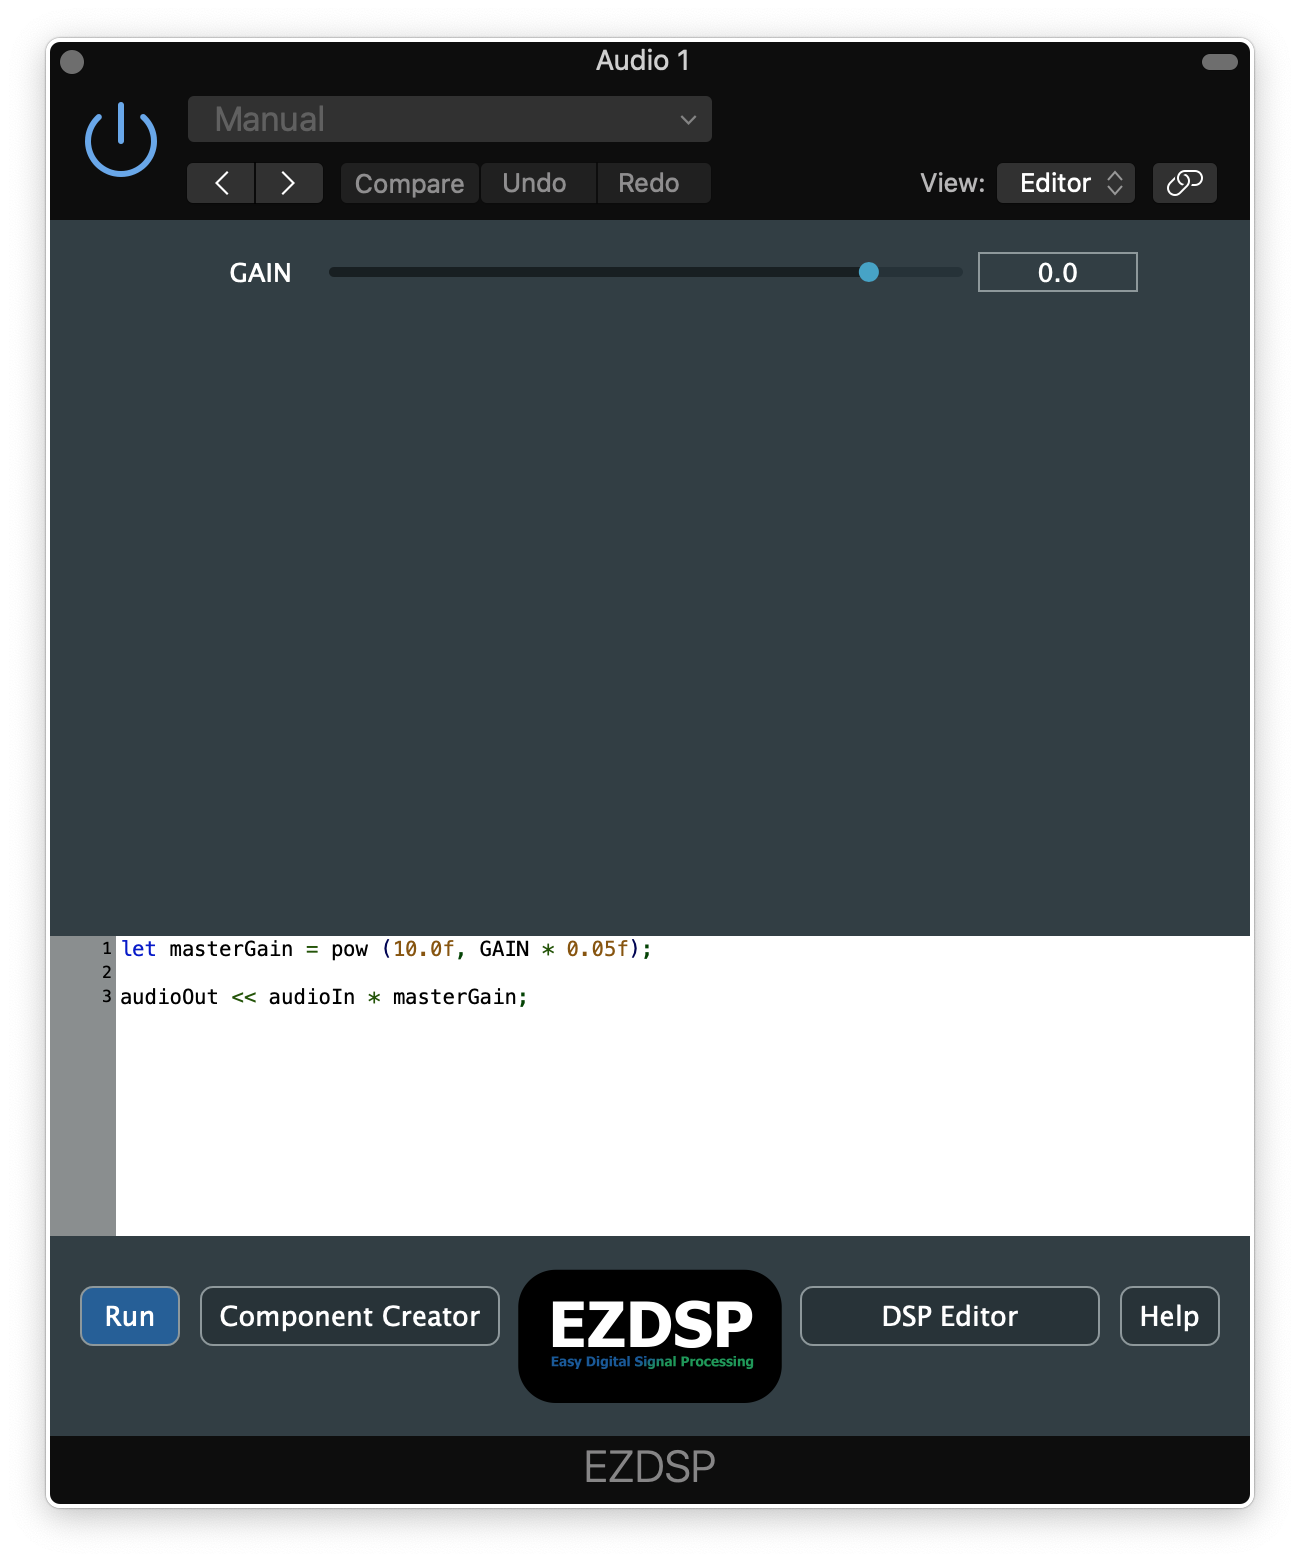 Audio 1
Manual
Compare Undo Redo View: Editor
GAIN 0.0
1 let masterGain = pow (10.0f, GAIN * 0.05f);
2
3 audioOut << audioIn * masterGain;
Run Component Creator EZDSP DSP Editor Help
Easy Digital Signal Processing
EZDSP